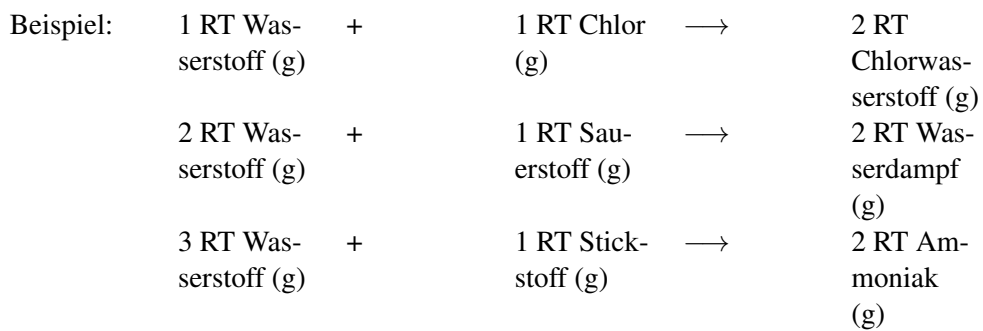 Beispiel: 1 RT Was- + 1 RT Chlor ⟶ 2 RT
serstoff (g) (g) Chlorwas-
serstoff (g)
2 RT Was- + 1 RT Sau- ⟶ 2 RT Was-
serstoff (g) erstoff (g) serdampf
(g)
3 RT Was- + 1 RT Stick- ⟶ 2 RT Am-
serstoff (g) stoff (g) moniak
(g)